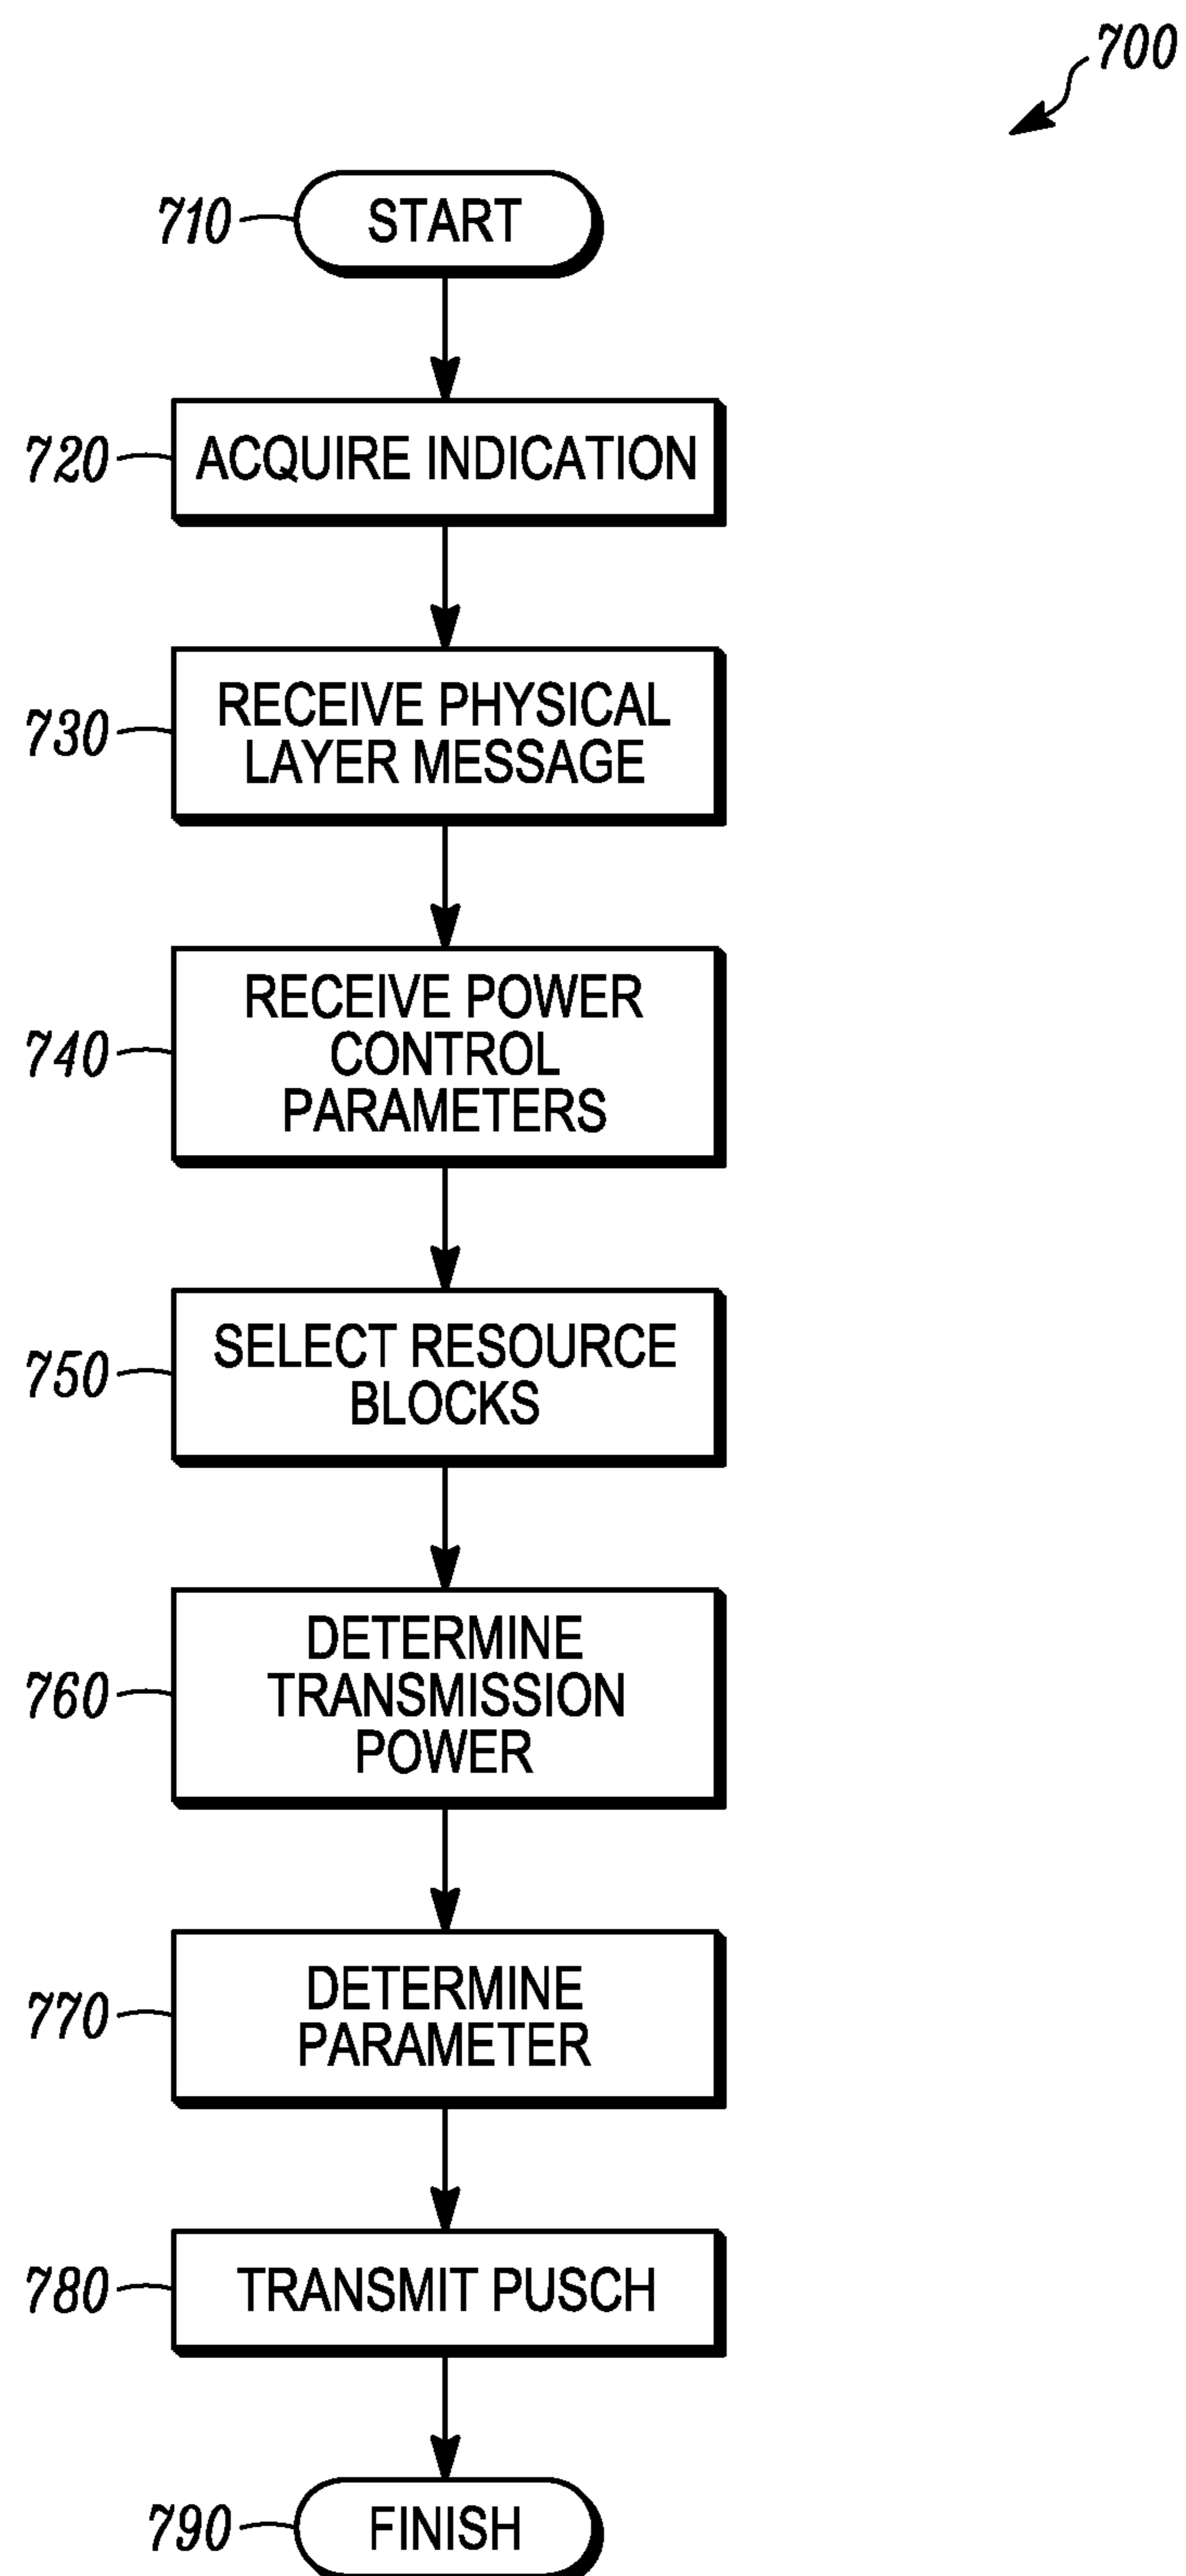 700
710
START
720
ACQUIRE INDICATION
730
RECEIVE PHYSICAL
LAYER MESSAGE
740
RECEIVE POWER
CONTROL
PARAMETERS
750
SELECT RESOURCE
BLOCKS
760
DETERMINE
TRANSMISSION
POWER
770
DETERMINE
PARAMETER
780
TRANSMIT PUSCH
790
FINISH